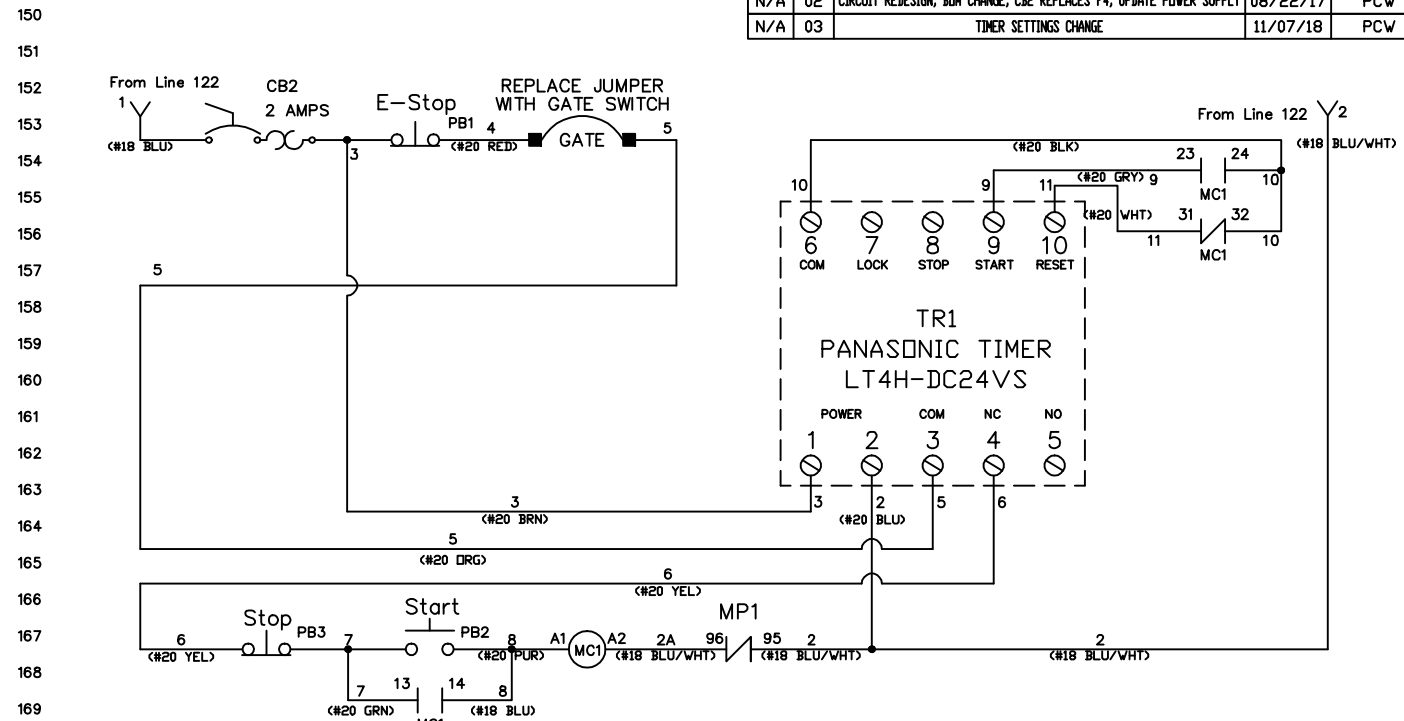 150
N/A 02 CIRCUIT REDESIGN, BOM CHANGE, CB2 REPLACES F4, UPDATE POWER SUPPLY 08/22/17 PCW
N/A 03 TIMER SETTINGS CHANGE 11/07/18 PCW
151
152
From Line 122
CB2
2 AMPS
1
E-Stop
PB1
REPLACE JUMPER
WITH GATE SWITCH
4
5
GATE
From Line 122
2
153
(#18 BLU)
3
(#20 RED)
(#20 BLK)
(#18 BLU/WHT)
154
23 24
10
9
(#20 GRY) 9
11
MC1
10
155
(#20 WHT)
31 32
11
MC1
10
156
6 7 8 9 10
COM LOCK STOP START RESET
157
5
158
TR1
159
PANASONIC TIMER
160
LT4H-DC24VS
161
POWER COM NC NO
162
1 2 3 4 5
163
3
(#20 BRN)
3 2 5 6
(#20 BLU)
164
5
(#20 ORG)
165
6
(#20 YEL)
166
Stop
PB3
Start
PB2
MP1
167
6
(#20 YEL)
7
8
(#20 PUR)
A1 MC1 A2
2A
(#18 BLU/WHT)
96 95
2
(#18 BLU/WHT)
2
(#18 BLU/WHT)
168
7
(#20 GRN)
13 14
8
(#18 BLU)
169